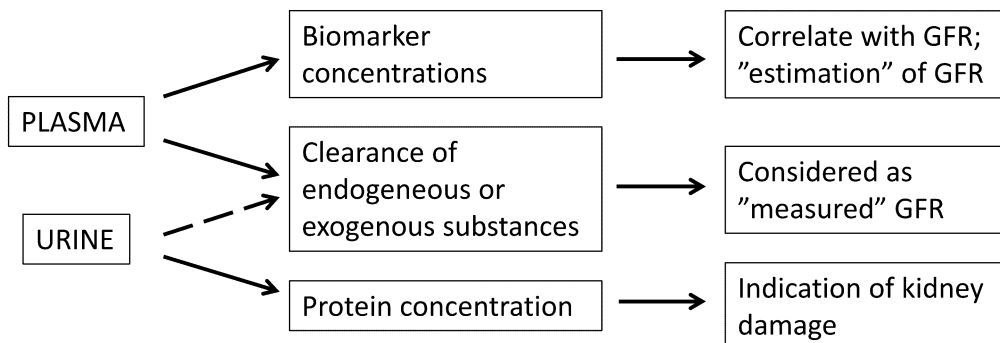 PLASMA
URINE
Biomarker
concentrations
Clearance of
endogeneous or
exogenous substances
Protein concentration
Correlate with GFR;
”estimation” of GFR
Considered as
”measured” GFR
Indication of kidney
damage